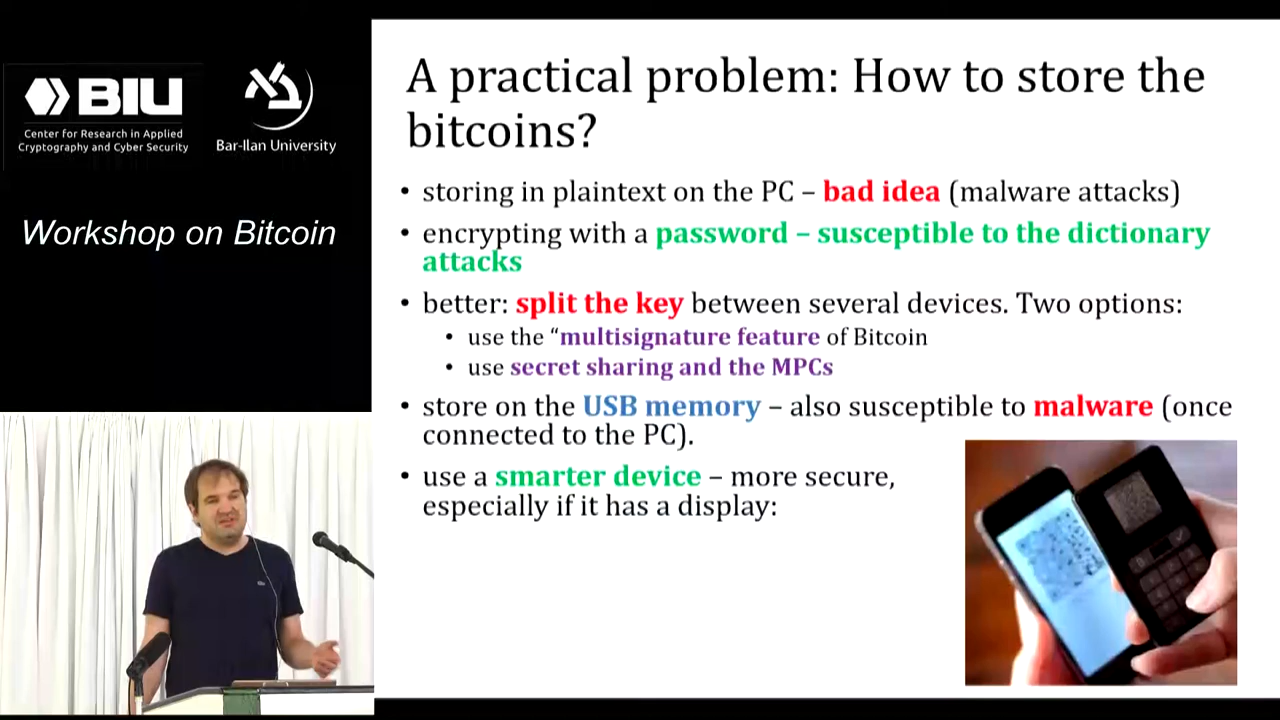 BIU
Center for Research in Applied
Cryptography and Cyber Security
Bar-Ilan University
Workshop on Bitcoin
A practical problem: How to store the
bitcoins?
• storing in plaintext on the PC – bad idea (malware attacks)
• encrypting with a password – susceptible to the dictionary
attacks
• better: split the key between several devices. Two options:
• use the “multisignature feature of Bitcoin
• use secret sharing and the MPCs
• store on the USB memory – also susceptible to malware (once
connected to the PC).
• use a smarter device – more secure,
especially if it has a display: